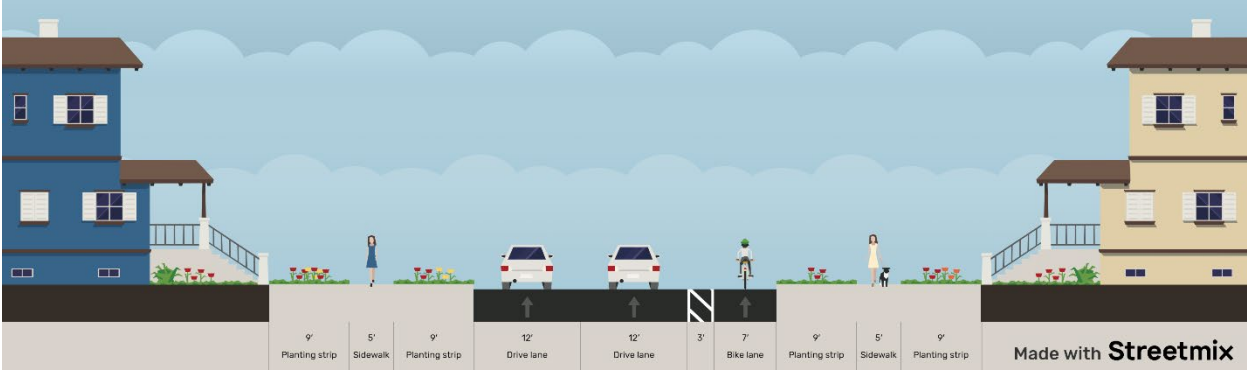 9' 5' 9' 12' 12' 3' 7' 9' 5' 9'
Planting strip Sidewalk Planting strip Drive lane Drive lane Bike lane Planting strip Sidewalk Planting strip
Made with Streetmix